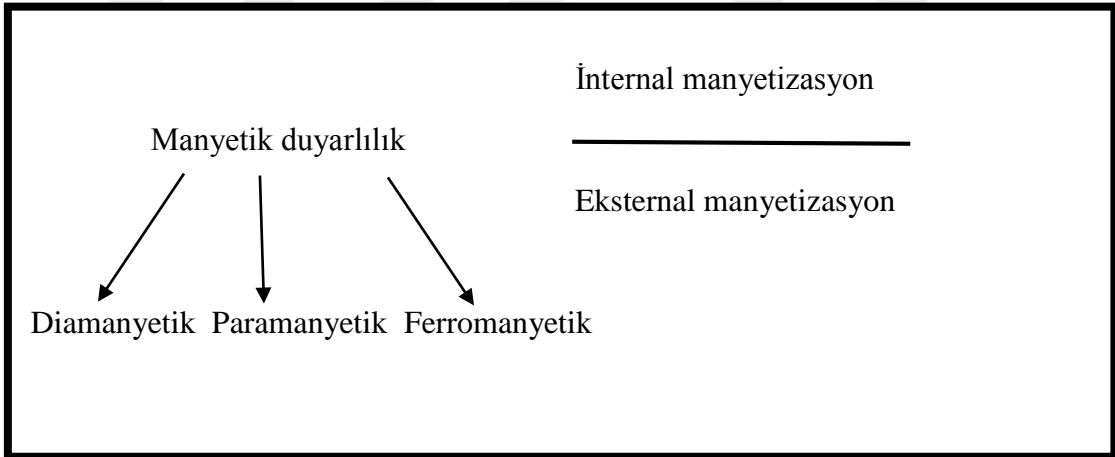 İnternal manyetizasyon
Manyetik duyarlılık
Eksternal manyetizasyon
Diamanyetik Paramanyetik Ferromanyetik